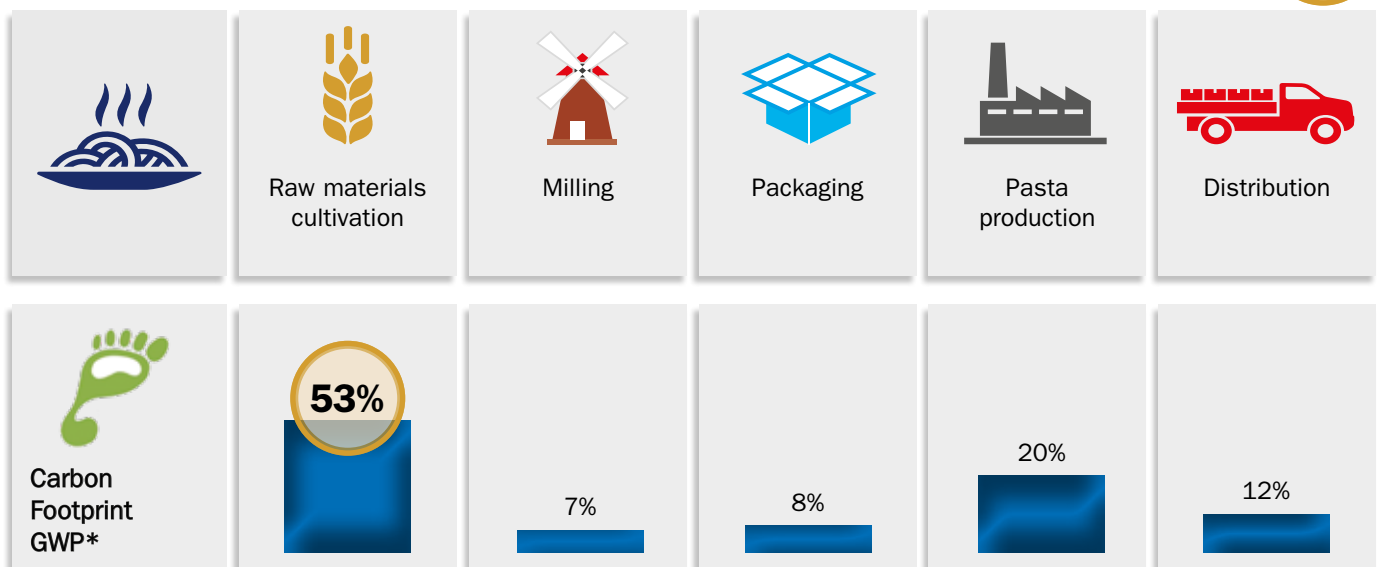 Raw materials
cultivation
Milling
Packaging
Pasta
production
Distribution
Carbon
Footprint
GWP*
53%
7%
8%
20%
12%